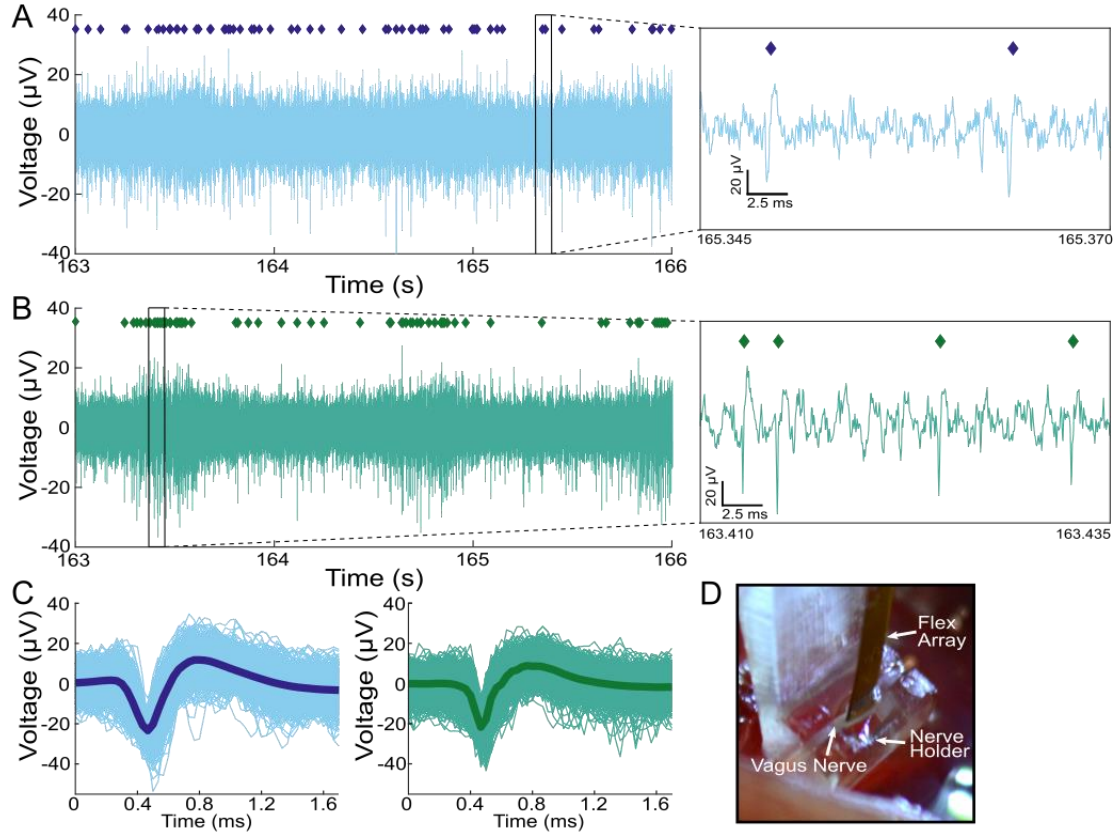 A
Voltage (µV)
40
20
0
-20
-40
163
164
165
166
Time (s)
20 µV
2.5 ms
165.345
165.370
B
Voltage (µV)
40
20
0
-20
-40
163
164
165
166
Time (s)
20 µV
2.5 ms
163.410
163.435
C
Voltage (µV)
40
20
0
-20
-40
0
0.4
0.8
1.2
1.6
Time (ms)
Voltage (µV)
40
20
0
-20
-40
0
0.4
0.8
1.2
1.6
Time (ms)
D
Flex
Array
Nerve
Holder
Vagus Nerve